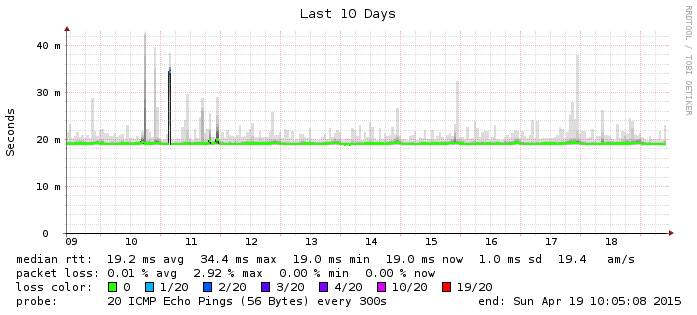 Last 10 Days
RRDTOOL / TOBI OETIKER
Seconds
40 m
30 m
20 m
10 m
0
09 10 11 12 13 14 15 16 17 18
median rtt: 19.2 ms avg 34.4 ms max 19.0 ms min 19.0 ms now 1.0 ms sd 19.4 am/s
packet loss: 0.01 % avg 2.92 % max 0.00 % min 0.00 % now
loss color: 0 1/20 2/20 3/20 4/20 10/20 19/20
probe: 20 ICMP Echo Pings (56 Bytes) every 300s end: Sun Apr 19 10:05:08 2015